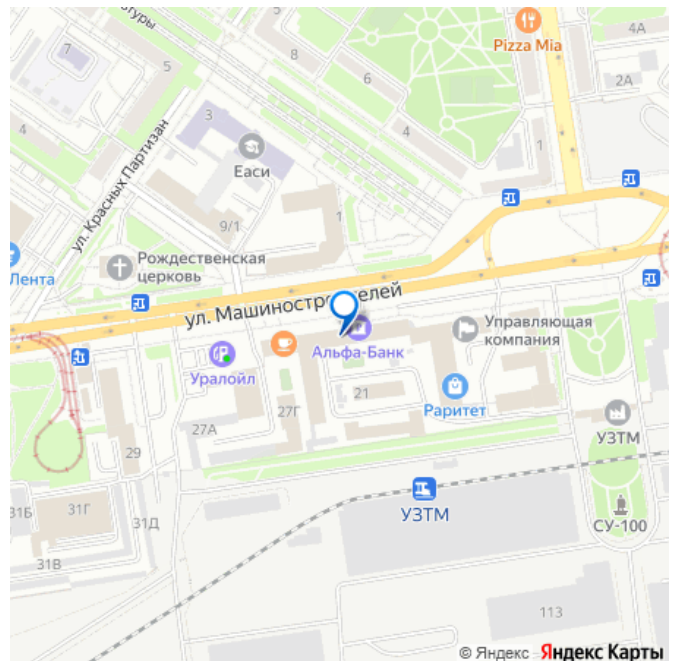 туры
Pizza Mia
4А
7
5
8
6
2А
3
4
4
1
Еаси
ул. Красных Партизан
9/1
1
Рождественская
церковь
Лента
ул. Машиностроителей
Альфа-Банк
Управляющая
компания
Уралойл
21
Раритет
27А
27Г
УЗТМ
29
УЗТМ
31Б
31Г
31Д
СУ-100
31В
113
© Яндекс Яндекс Карты